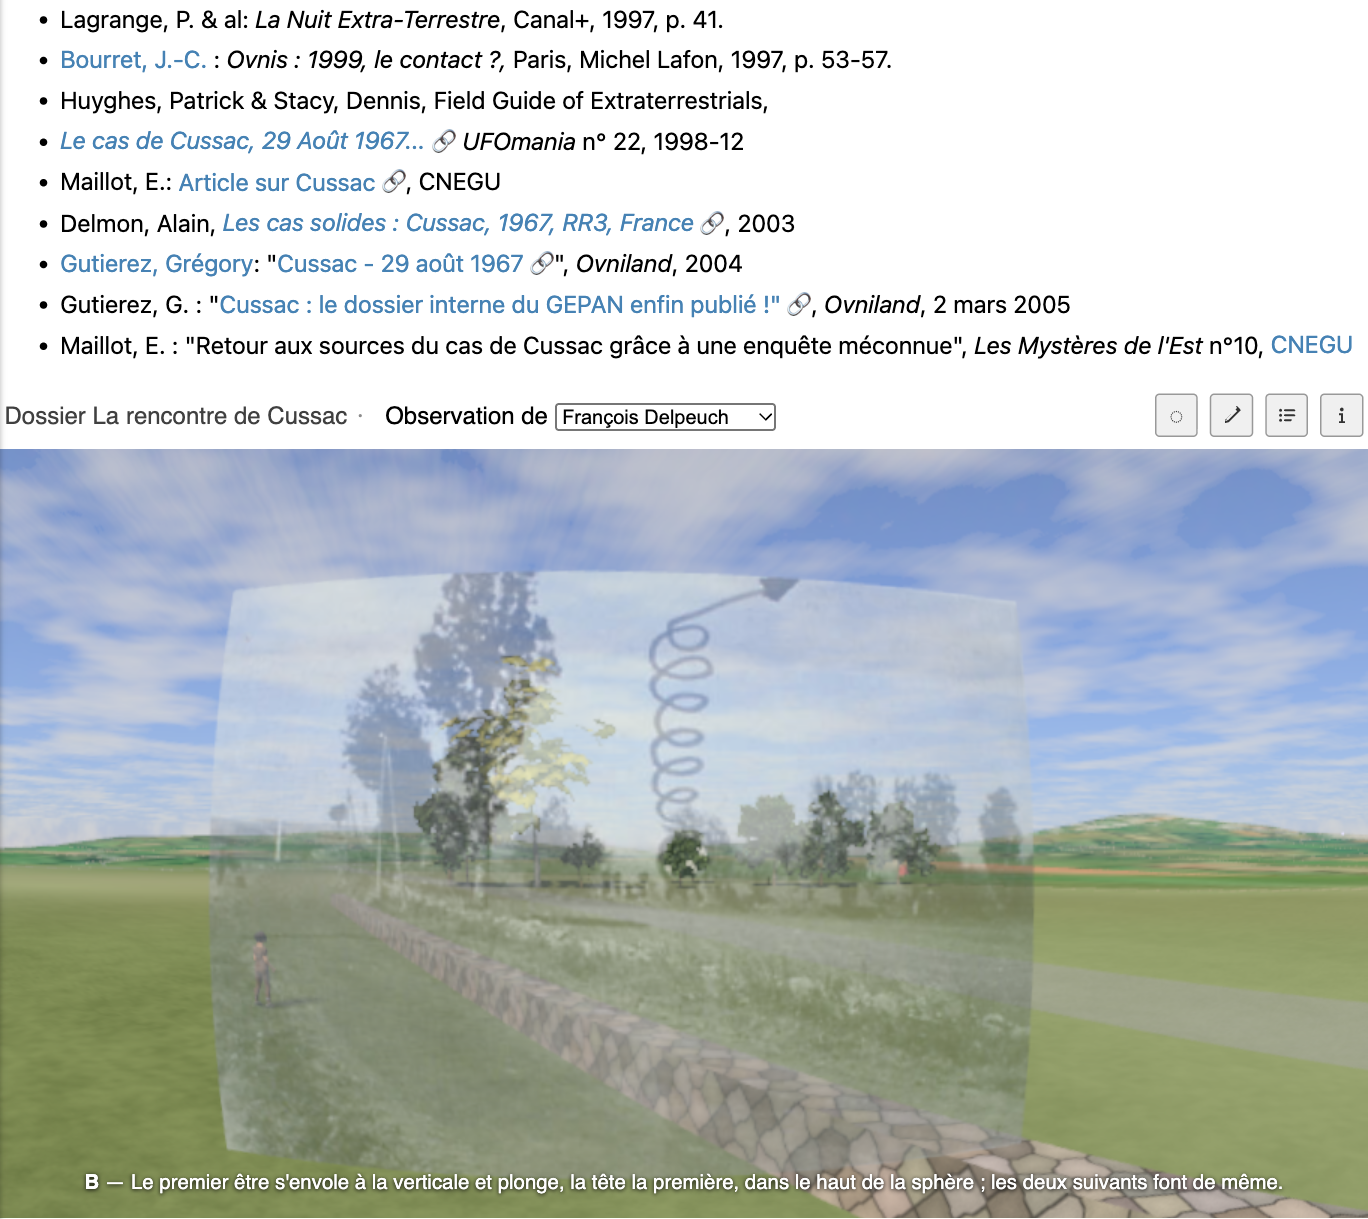 Lagrange, P. & al: La Nuit Extra-Terrestre, Canal+, 1997, p. 41.
Bourret, J.-C. : Ovnis : 1999, le contact ?, Paris, Michel Lafon, 1997, p. 53-57.
Huyghes, Patrick & Stacy, Dennis, Field Guide of Extraterrestrials,
Le cas de Cussac, 29 Août 1967... UFOmania n° 22, 1998-12
Maillot, E.: Article sur Cussac , CNEGU
Delmon, Alain, Les cas solides : Cussac, 1967, RR3, France , 2003
Gutierez, Grégory: "Cussac - 29 août 1967 ", Ovniland, 2004
Gutierez, G. : "Cussac : le dossier interne du GEPAN enfin publié !" , Ovniland, 2 mars 2005
Maillot, E. : "Retour aux sources du cas de Cussac grâce à une enquête méconnue", Les Mystères de l'Est n°10, CNEGU
Dossier La rencontre de Cussac · Observation de François Delpeuch
B — Le premier être s'envole à la verticale et plonge, la tête la première, dans le haut de la sphère ; les deux suivants font de même.